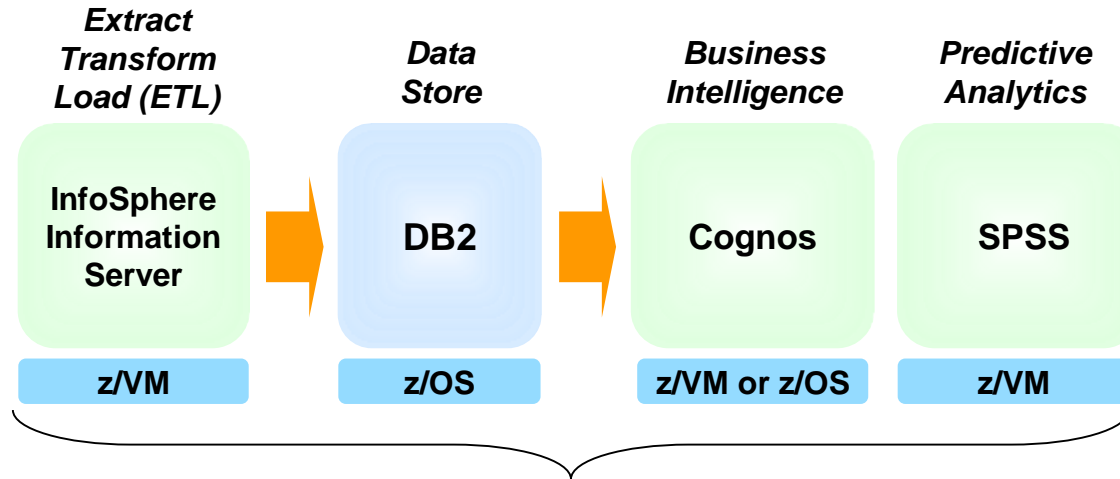 Extract
Transform
Load (ETL)
Data
Store
Business
Intelligence
Predictive
Analytics
InfoSphere
Information
Server
DB2
Cognos
SPSS
z/VM
z/OS
z/VM or z/OS
z/VM